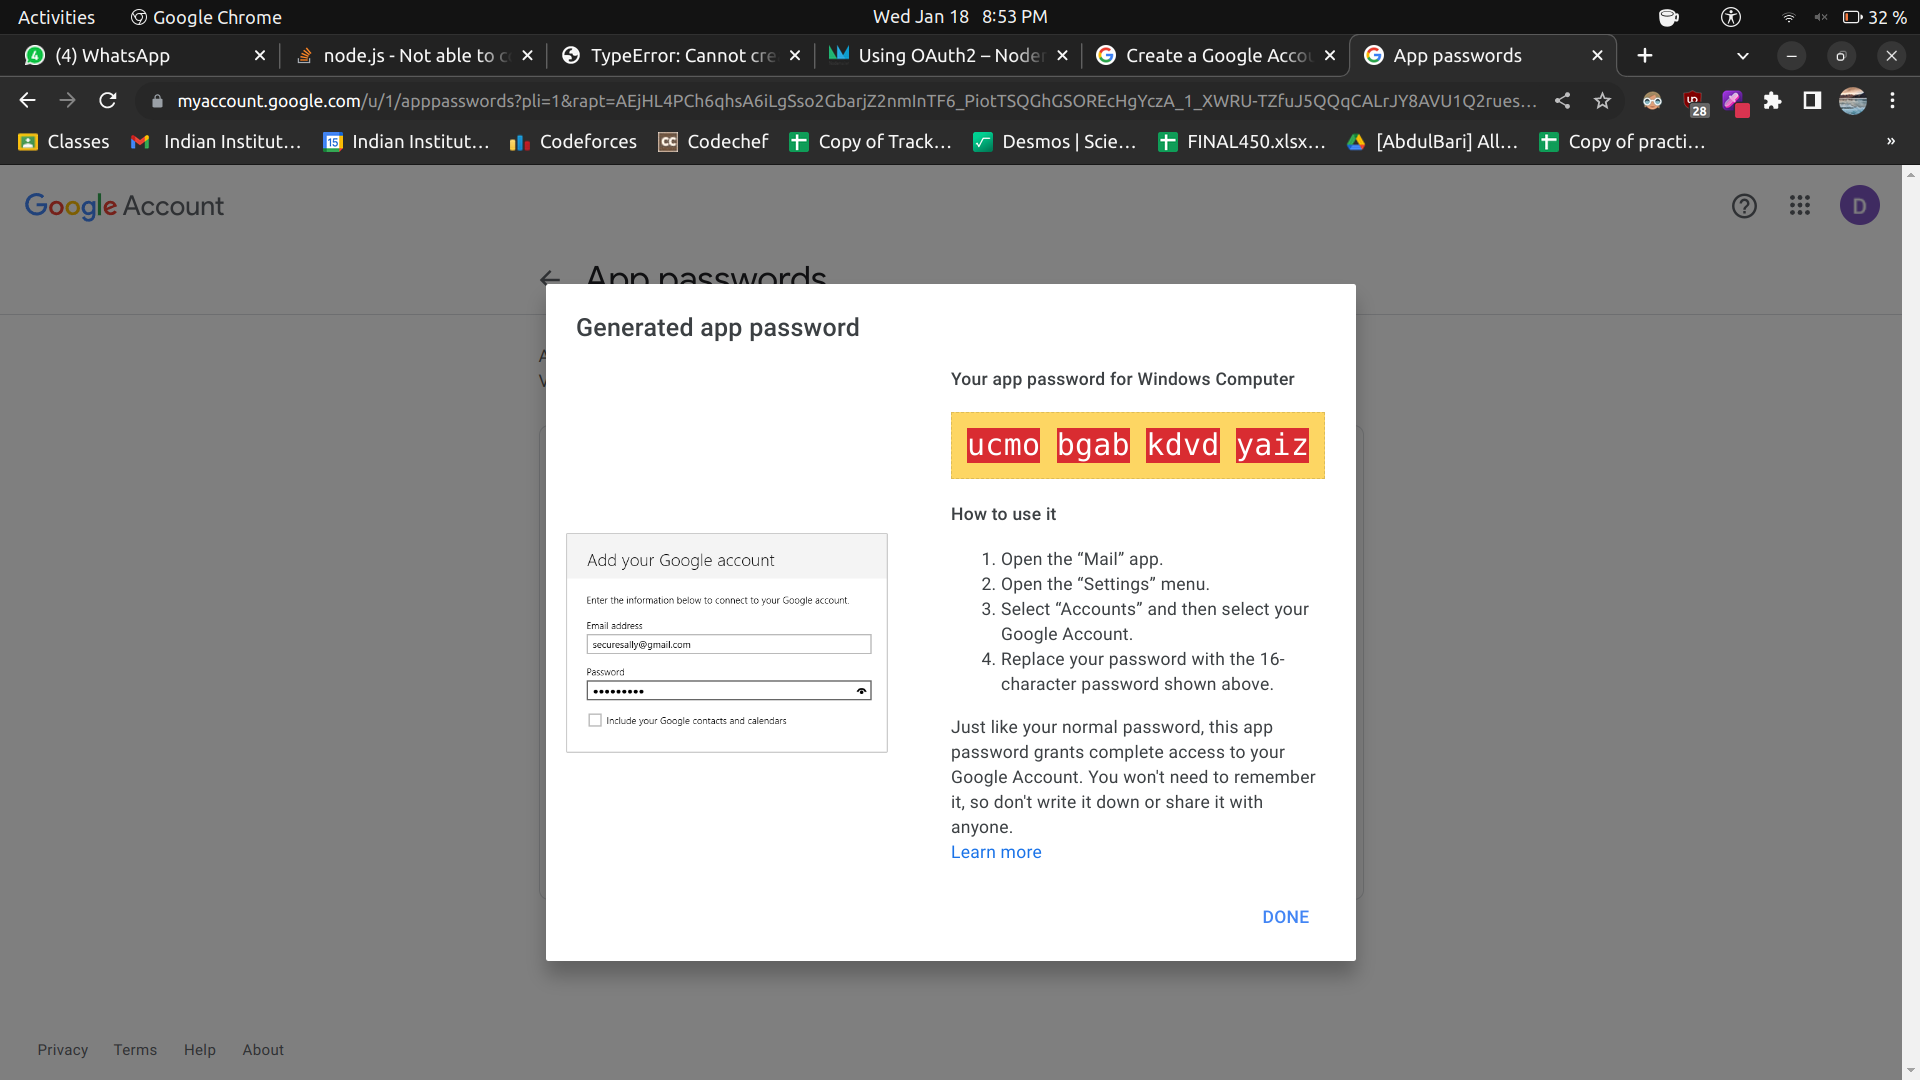 Activities Google Chrome Wed Jan 18 8:53 PM 32 %
(4) WhatsApp node.js - Not able to c TypeError: Cannot cre Using OAuth2 – Noder Create a Google Accou App passwords
myaccount.google.com/u/1/apppasswords?pli=1&rapt=AEjHL4PCh6qhsA6iLgSso2GbarjZ2nmInTF6_PiotTSQGhGSOREcHgYczA_1_XWRU-TZfuJ5QQqCALrJY8AVU1Q2rues... 28
Classes Indian Institut... Indian Institut... Codeforces Codechef Copy of Track... Desmos | Scie... FINAL450.xlsx... [AbdulBari] All... Copy of practi... »
Google Account D
App passwords
Generated app password
Your app password for Windows Computer
ucmo bgab kdvd yaiz
How to use it
1. Open the “Mail” app.
2. Open the “Settings” menu.
3. Select “Accounts” and then select your
Google Account.
4. Replace your password with the 16-
character password shown above.
Just like your normal password, this app
password grants complete access to your
Google Account. You won't need to remember
it, so don't write it down or share it with
anyone.
Learn more
Add your Google account
Enter the information below to connect to your Google account.
Email address
securesally@gmail.com
Password
Include your Google contacts and calendars
DONE
Privacy Terms Help About